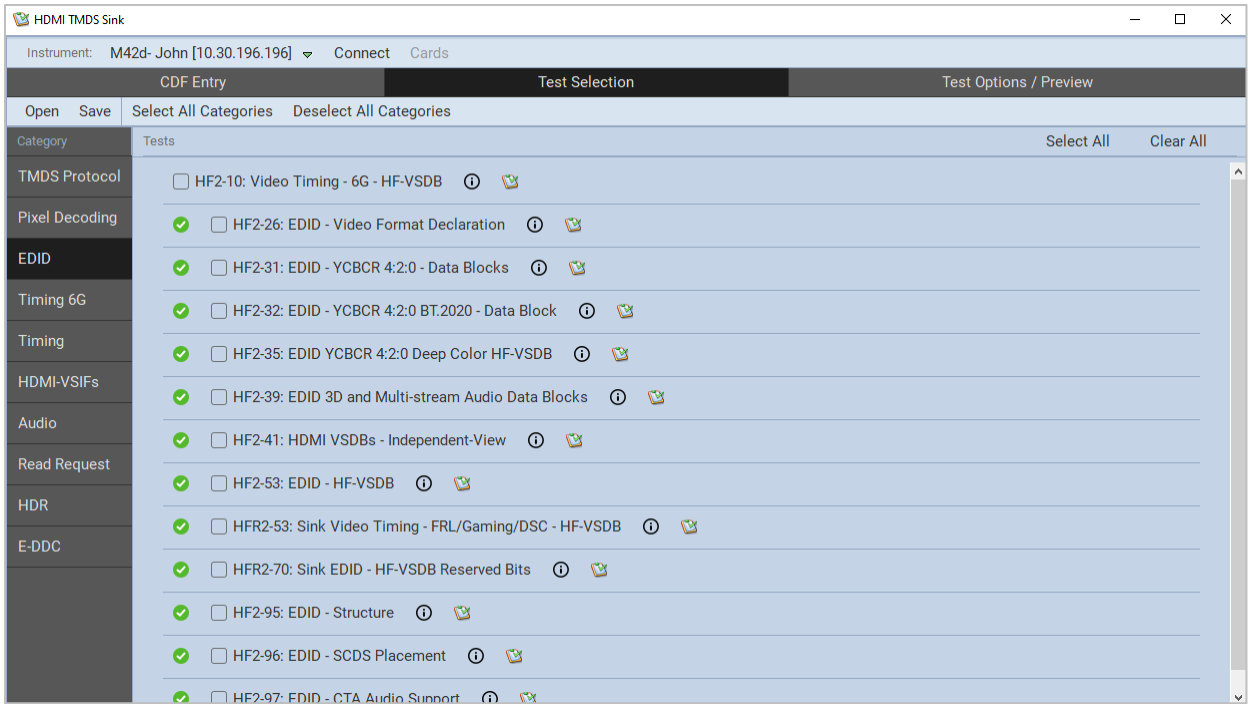 HDMI TMDS Sink
Instrument: M42d- John [10.30.196.196] Connect Cards
CDF Entry Test Selection Test Options / Preview
Open Save Select All Categories Deselect All Categories
Category Tests Select All Clear All
TMDS Protocol
Pixel Decoding
EDID
Timing 6G
Timing
HDMI-VSIFs
Audio
Read Request
HDR
E-DDC
HF2-10: Video Timing - 6G - HF-VSDB
HF2-26: EDID - Video Format Declaration
HF2-31: EDID - YCBCR 4:2:0 - Data Blocks
HF2-32: EDID - YCBCR 4:2:0 BT.2020 - Data Block
HF2-35: EDID YCBCR 4:2:0 Deep Color HF-VSDB
HF2-39: EDID 3D and Multi-stream Audio Data Blocks
HF2-41: HDMI VSDBs - Independent-View
HF2-53: EDID - HF-VSDB
HFR2-53: Sink Video Timing - FRL/Gaming/DSC - HF-VSDB
HFR2-70: Sink EDID - HF-VSDB Reserved Bits
HF2-95: EDID - Structure
HF2-96: EDID - SCDS Placement
HF2-97: EDID - CTA Audio Support